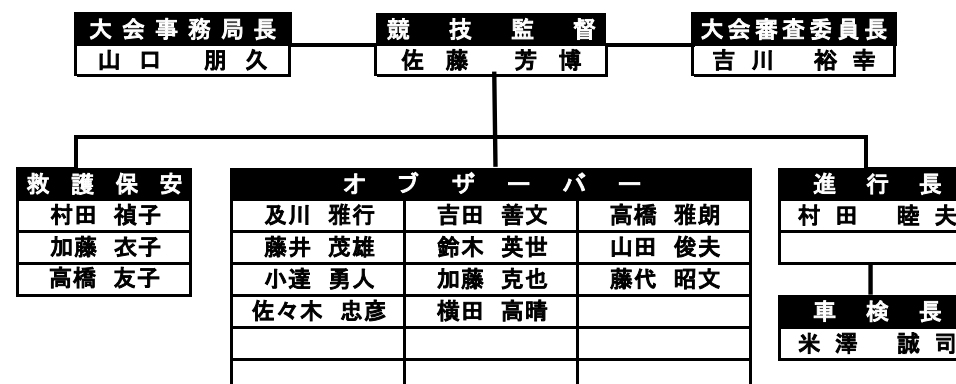 大会事務局長 競技監督 大会審査委員長
山口 朋久 佐藤 芳博 吉川 裕幸
救護保安 オブザーバー 進行長
村田 禎子 及川 雅行 吉田 善文 高橋 雅朗 村田 睦夫
加藤 衣子 藤井 茂雄 鈴木 英世 山田 俊夫
高橋 友子 小達 勇人 加藤 克也 藤代 昭文
佐々木 忠彦 横田 高晴 車検長
米澤 誠司